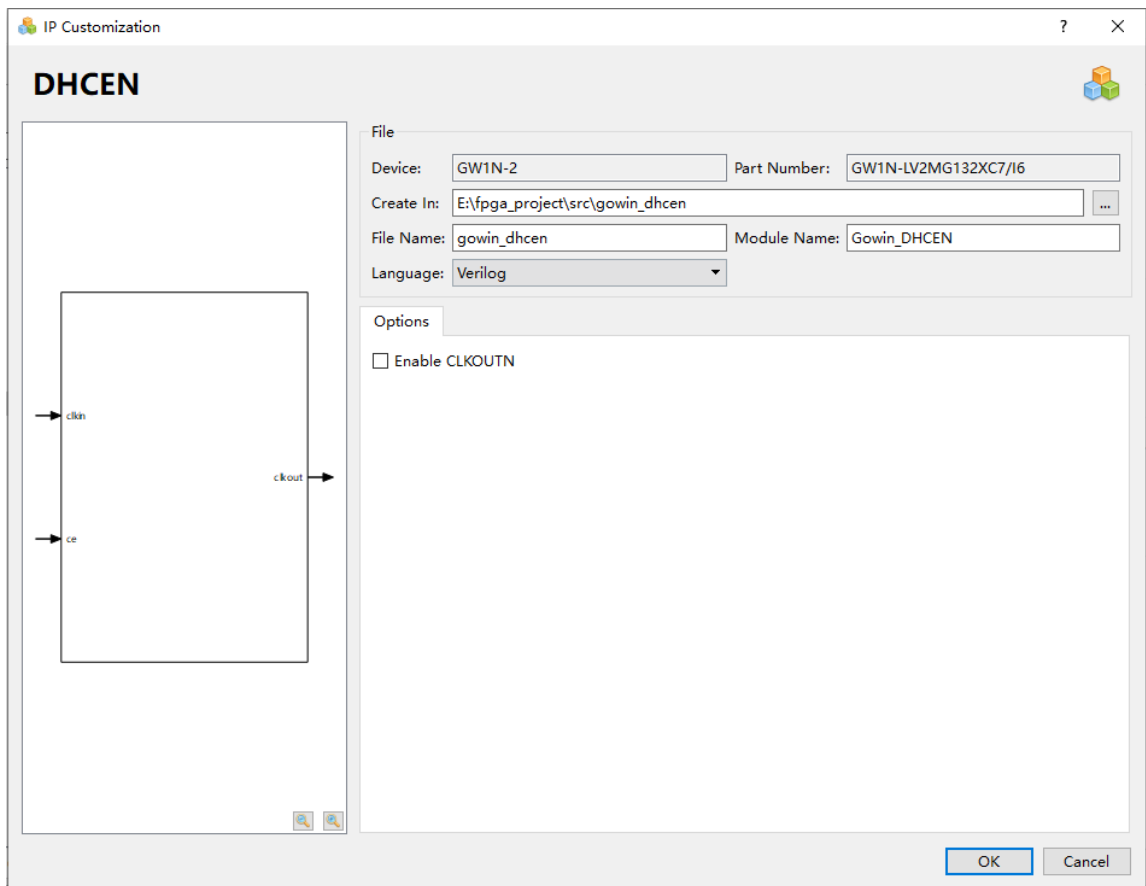 IP Customization
DHCEN
File
Device: GW1N-2 Part Number: GW1N-LV2MG132XC7/I6
Create In: E:\fpga_project\src\gowin_dhcen ...
File Name: gowin_dhcen Module Name: Gowin_DHCEN
Language: Verilog
Options
Enable CLKOUTN
clkin
clkout
ce
OK Cancel